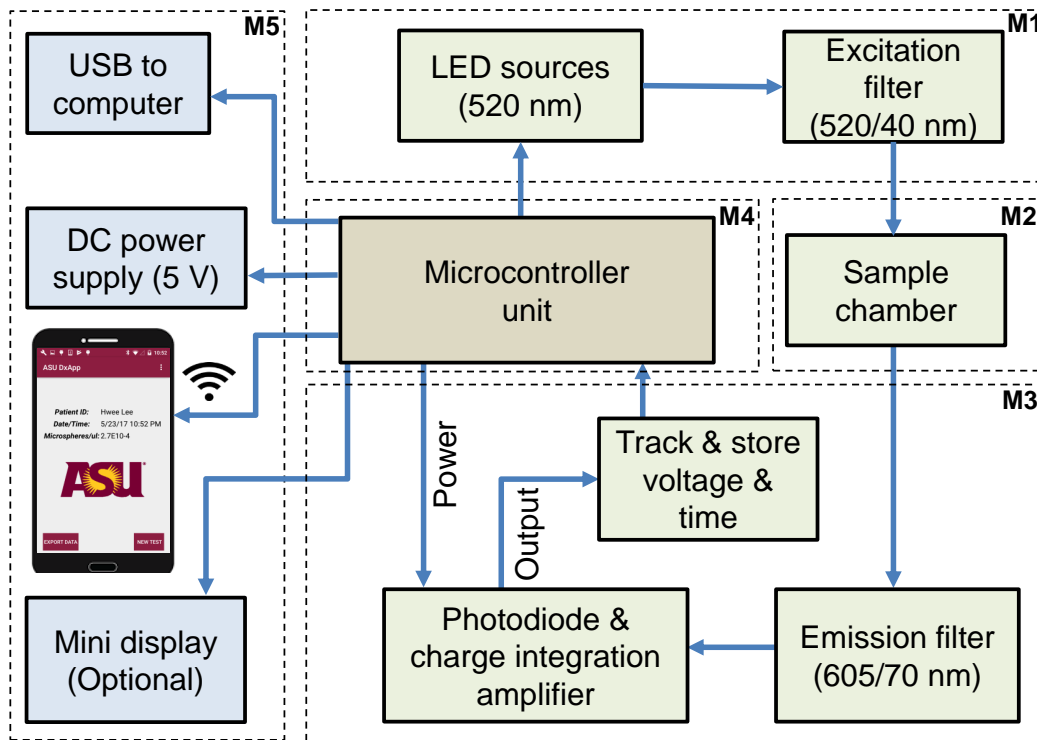 M5
USB to
computer
DC power
supply (5 V)
10:52
ASU DxApp
Patient ID: Hwee Lee
Date/Time: 5/23/17 10:52 PM
Microspheres/ul: 2.7E10-4
ASU
EXPORT DATA
NEW TEST
Mini display
(Optional)
M1
LED sources
(520 nm)
Excitation
filter
(520/40 nm)
M4
Microcontroller
unit
M2
Sample
chamber
M3
Power
Output
Track & store
voltage &
time
Photodiode &
charge integration
amplifier
Emission filter
(605/70 nm)